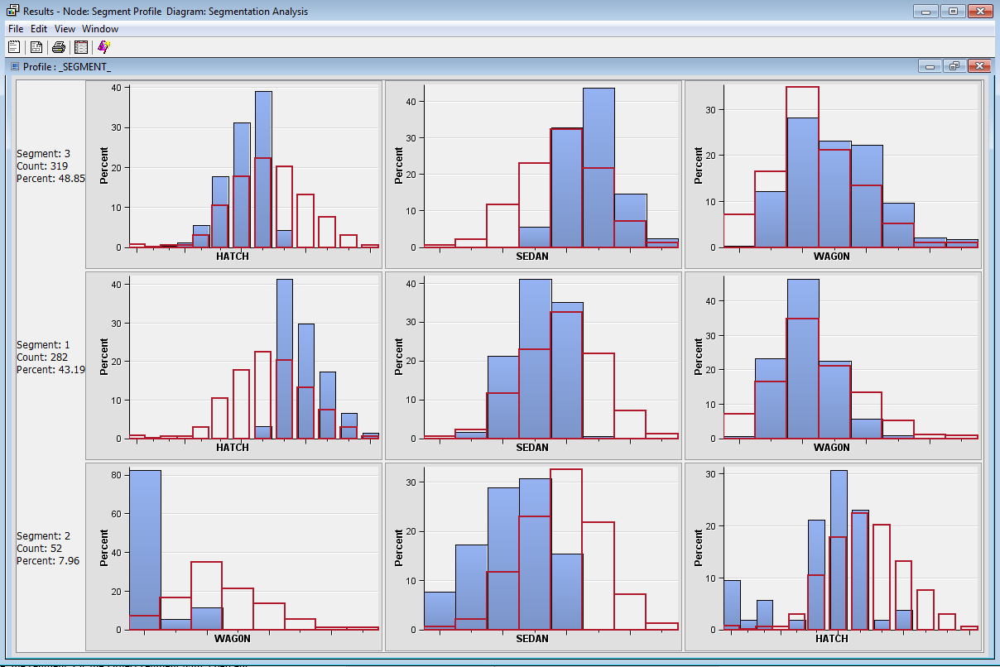 Results - Node: Segment Profile  Diagram: Segmentation Analysis
File Edit View Window
Profile : _SEGMENT_
Segment: 3
Count: 319
Percent: 48.85
40
30
20
10
0
Percent
HATCH
40
30
20
10
0
Percent
SEDAN
30
20
10
0
Percent
WAG0N
Segment: 1
Count: 282
Percent: 43.19
40
30
20
10
0
Percent
HATCH
40
30
20
10
0
Percent
SEDAN
40
30
20
10
0
Percent
WAG0N
Segment: 2
Count: 52
Percent: 7.96
80
60
40
20
0
Percent
WAG0N
30
20
10
0
Percent
SEDAN
30
20
10
0
Percent
HATCH